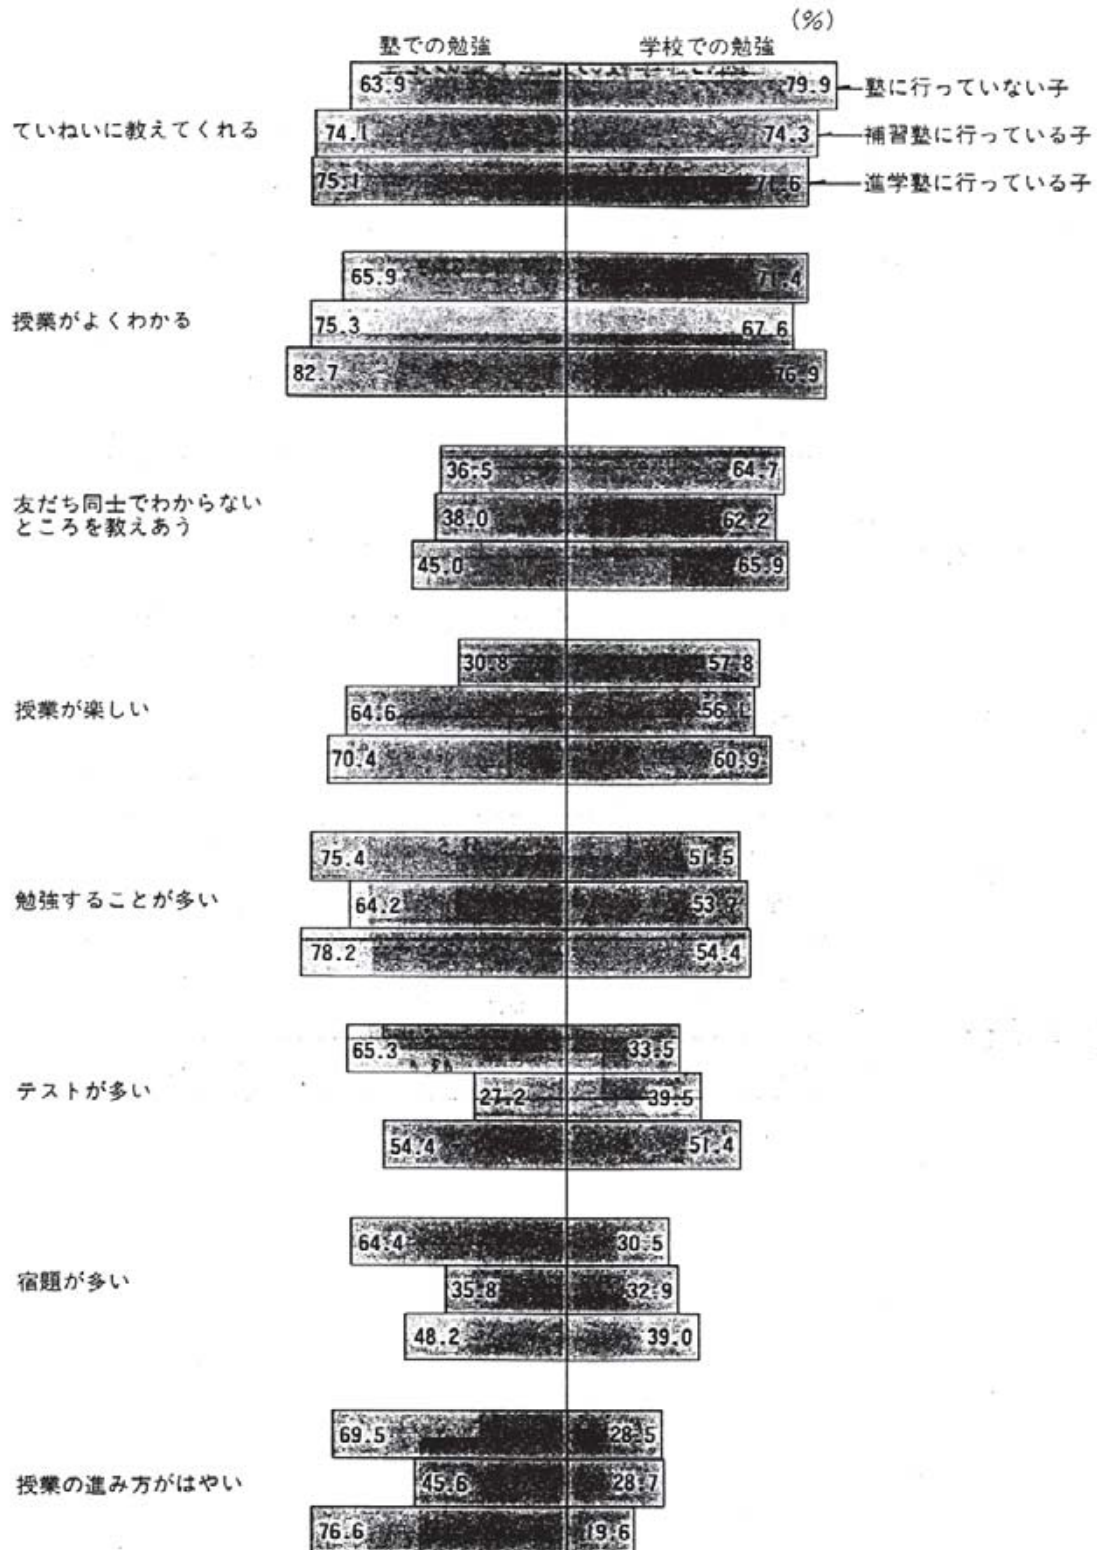 (%)
塾での勉強 学校での勉強
63.9 79.9 塾に行っていない子
ていねいに教えてくれる 74.1 74.3 補習塾に行っている子
75.1 71.6 進学塾に行っている子
65.9 71.4
授業がよくわかる 75.3 67.6
82.7 76.9
36.5 64.7
友だち同士でわからない
ところを教えあう
38.0 62.2
45.0 65.9
30.8 57.8
授業が楽しい 64.6 56.1
70.4 60.9
75.4 51.5
勉強することが多い 64.2 53.7
78.2 54.4
65.3 33.5
テストが多い 27.2 39.5
54.4 51.4
64.4 30.5
宿題が多い 35.8 32.9
48.2 39.0
69.5 28.5
授業の進み方がはやい 45.6 28.7
76.6 19.6